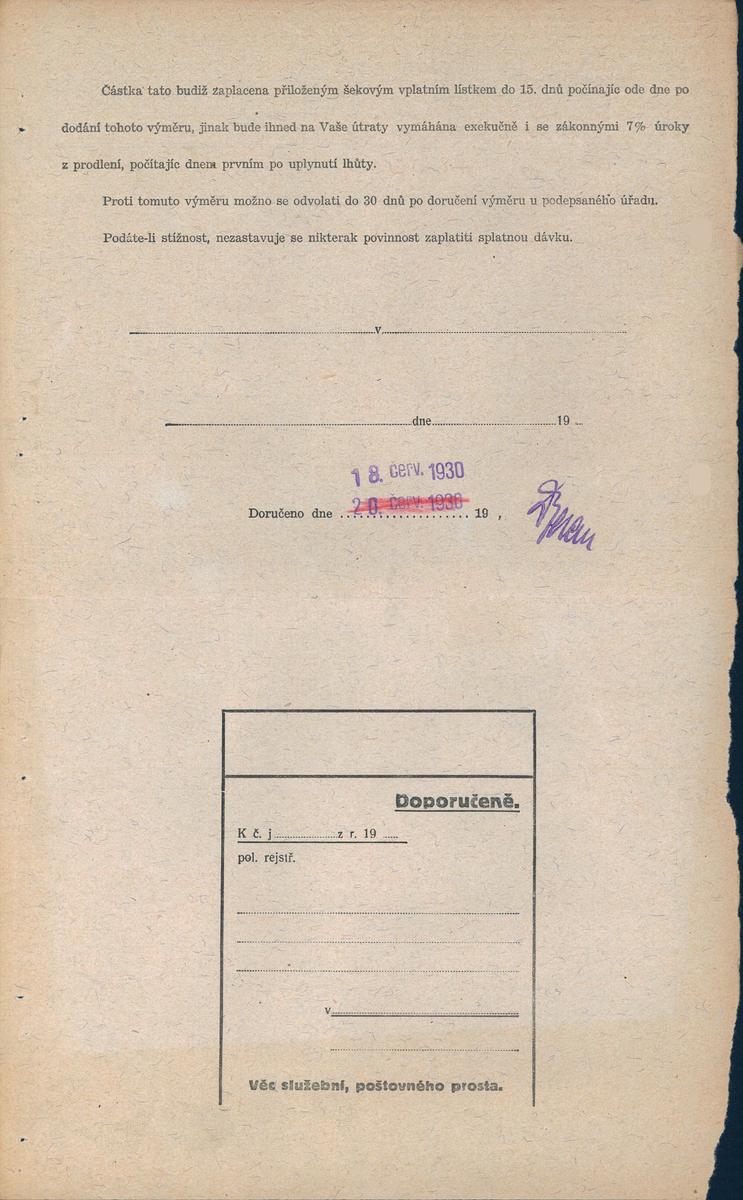 Částka tato budiž zaplacena přiloženým šekovým vplatním lístkem do 15. dnů počínajíc ode dne po
dodání tohoto výměru, jinak bude ihned na Vaše útraty vymáhána exekučně i se zákonnými 7% úroky
z prodlení, počítajíc dnem prvním po uplynutí lhůty.
Proti tomuto výměru možno se odvolati do 30 dnů po doručení výměru u podepsaného úřadu.
Podáte-li stížnost, nezastavuje se nikterak povinnost zaplatiti splatnou dávku.
v
dne 19
18. červ. 1930
20. červ. 1930
Doručeno dne 19 ,
Beran
Doporučeně.
K č. j. z r. 19
pol. rejstř.
v
Věc služební, poštovného prosta.